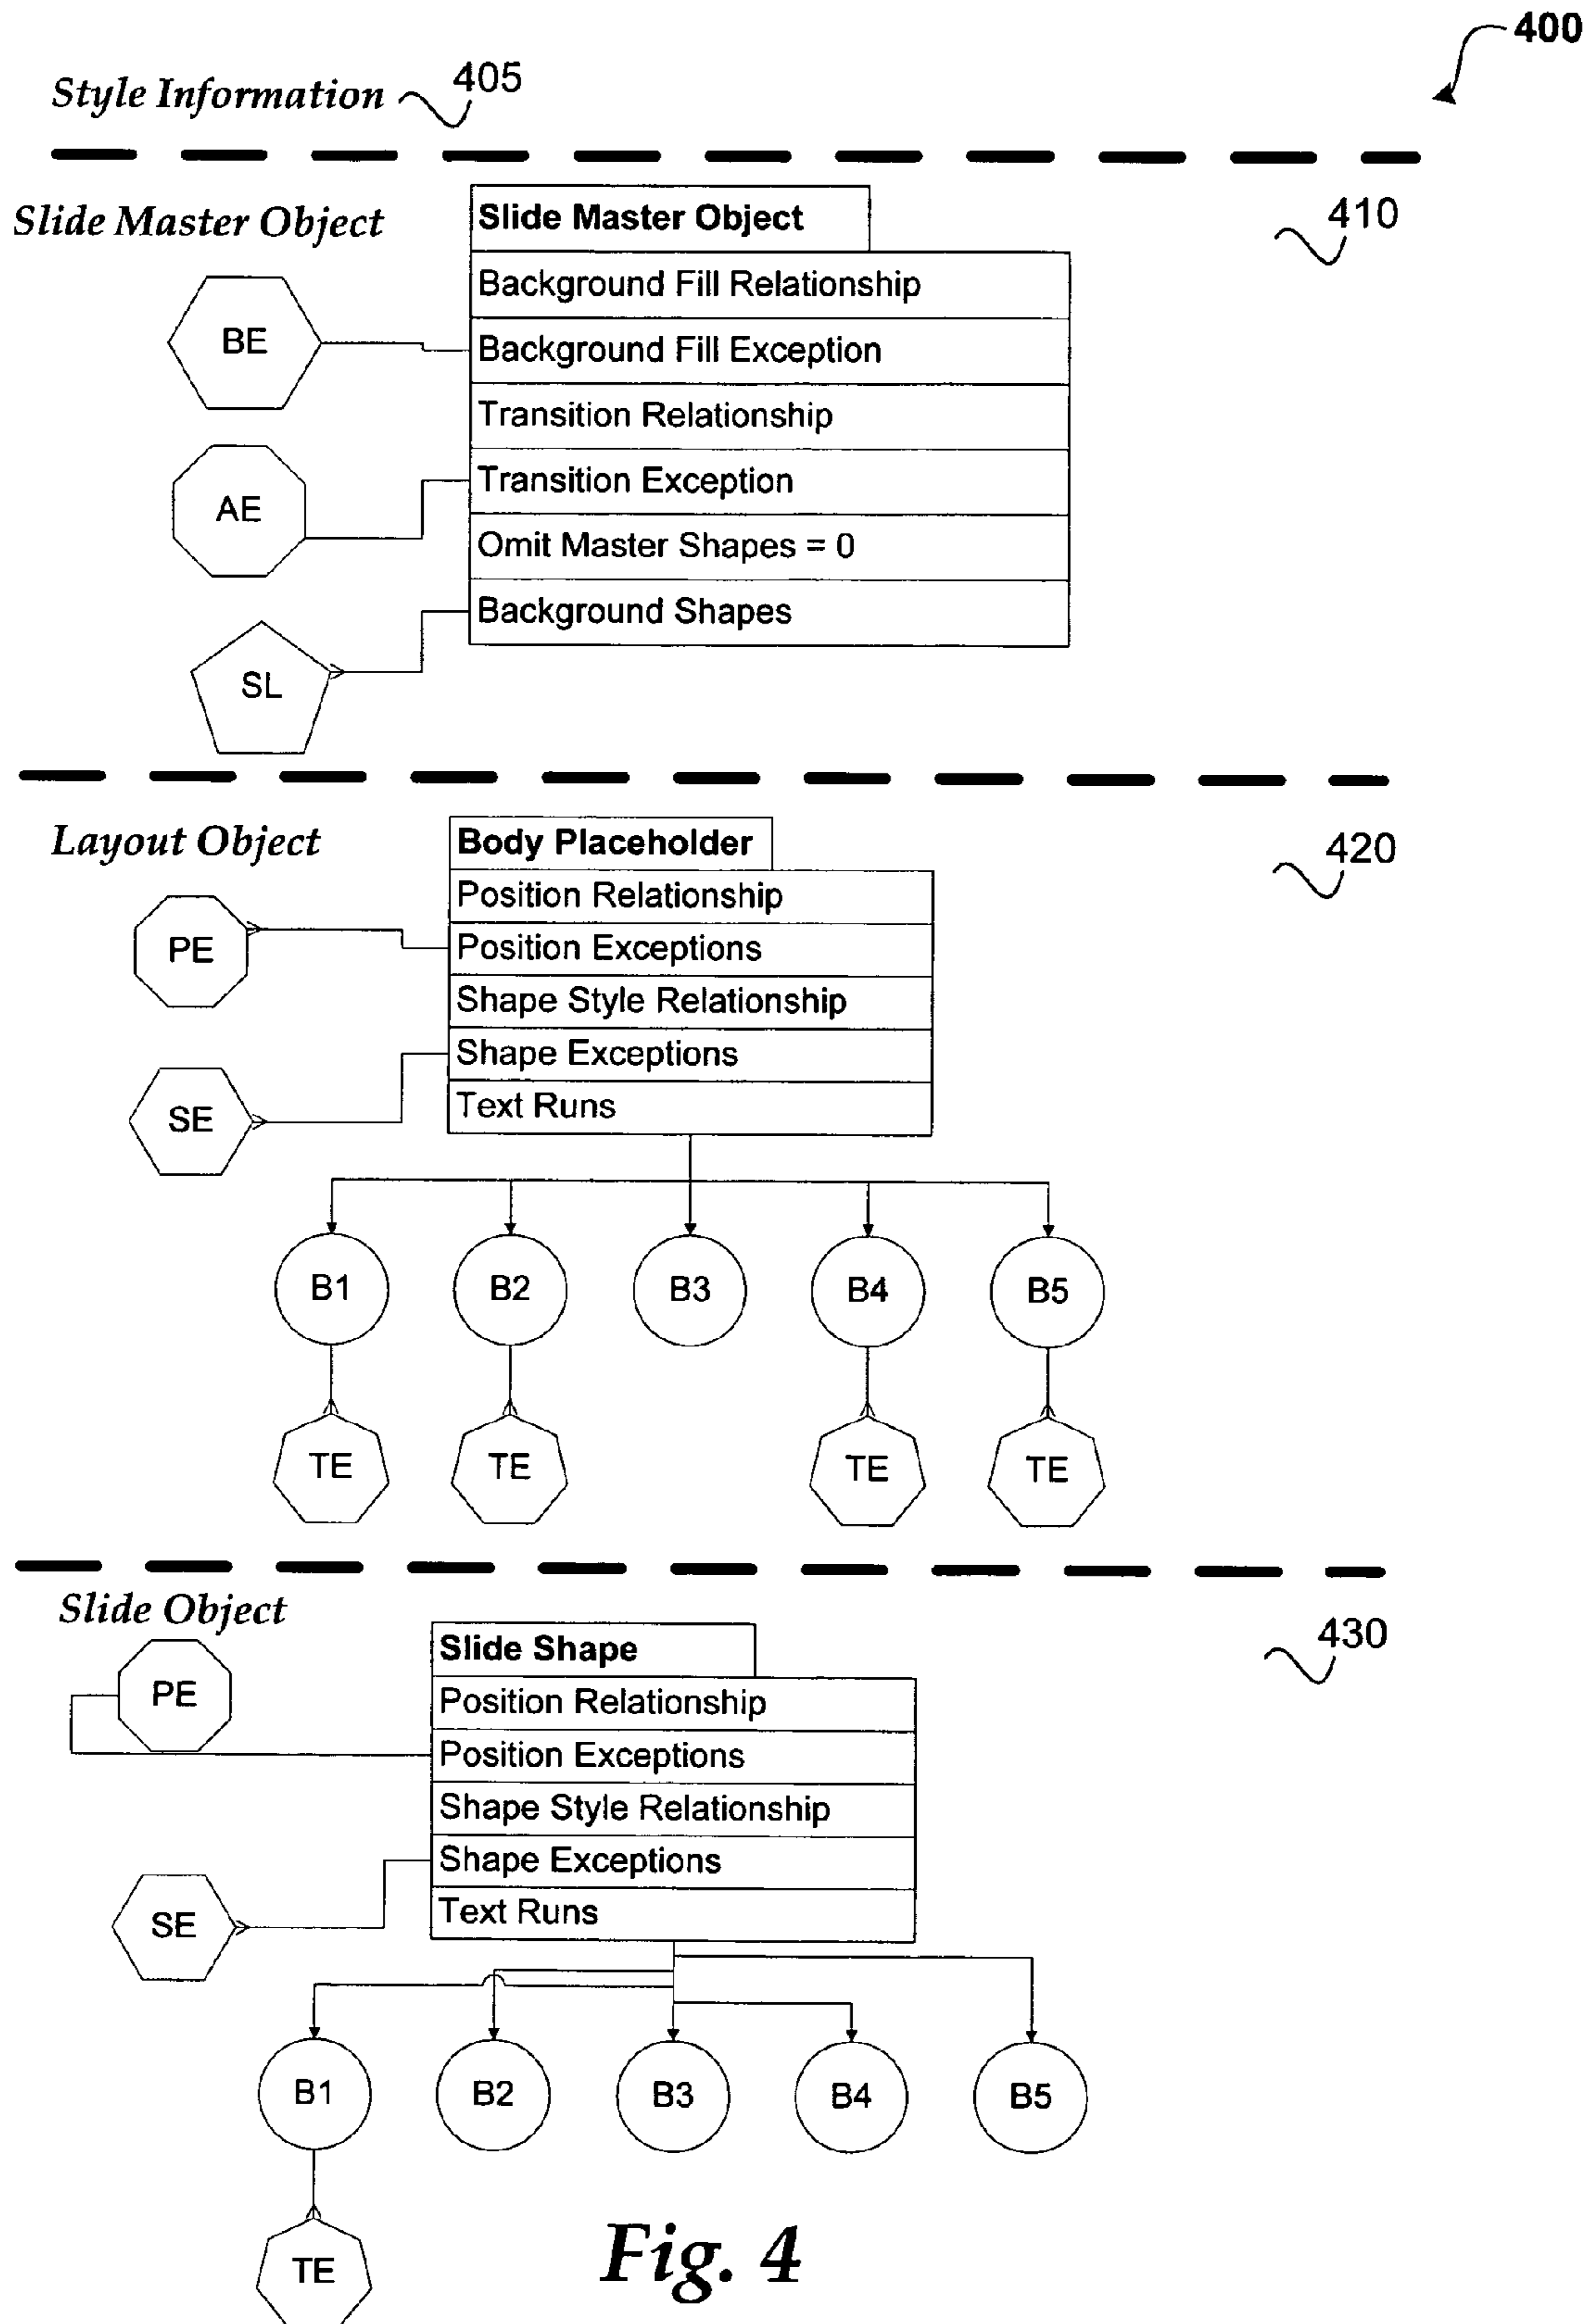 400
Style Information 405
Slide Master Object
Slide Master Object
410
Background Fill Relationship
BE
Background Fill Exception
Transition Relationship
AE
Transition Exception
Omit Master Shapes = 0
Background Shapes
SL
Layout Object
Body Placeholder
420
Position Relationship
PE
Position Exceptions
Shape Style Relationship
Shape Exceptions
SE
Text Runs
B1 B2 B3 B4 B5
TE TE TE TE
Slide Object
Slide Shape
430
PE
Position Relationship
Position Exceptions
Shape Style Relationship
Shape Exceptions
SE
Text Runs
B1 B2 B3 B4 B5
TE
Fig. 4